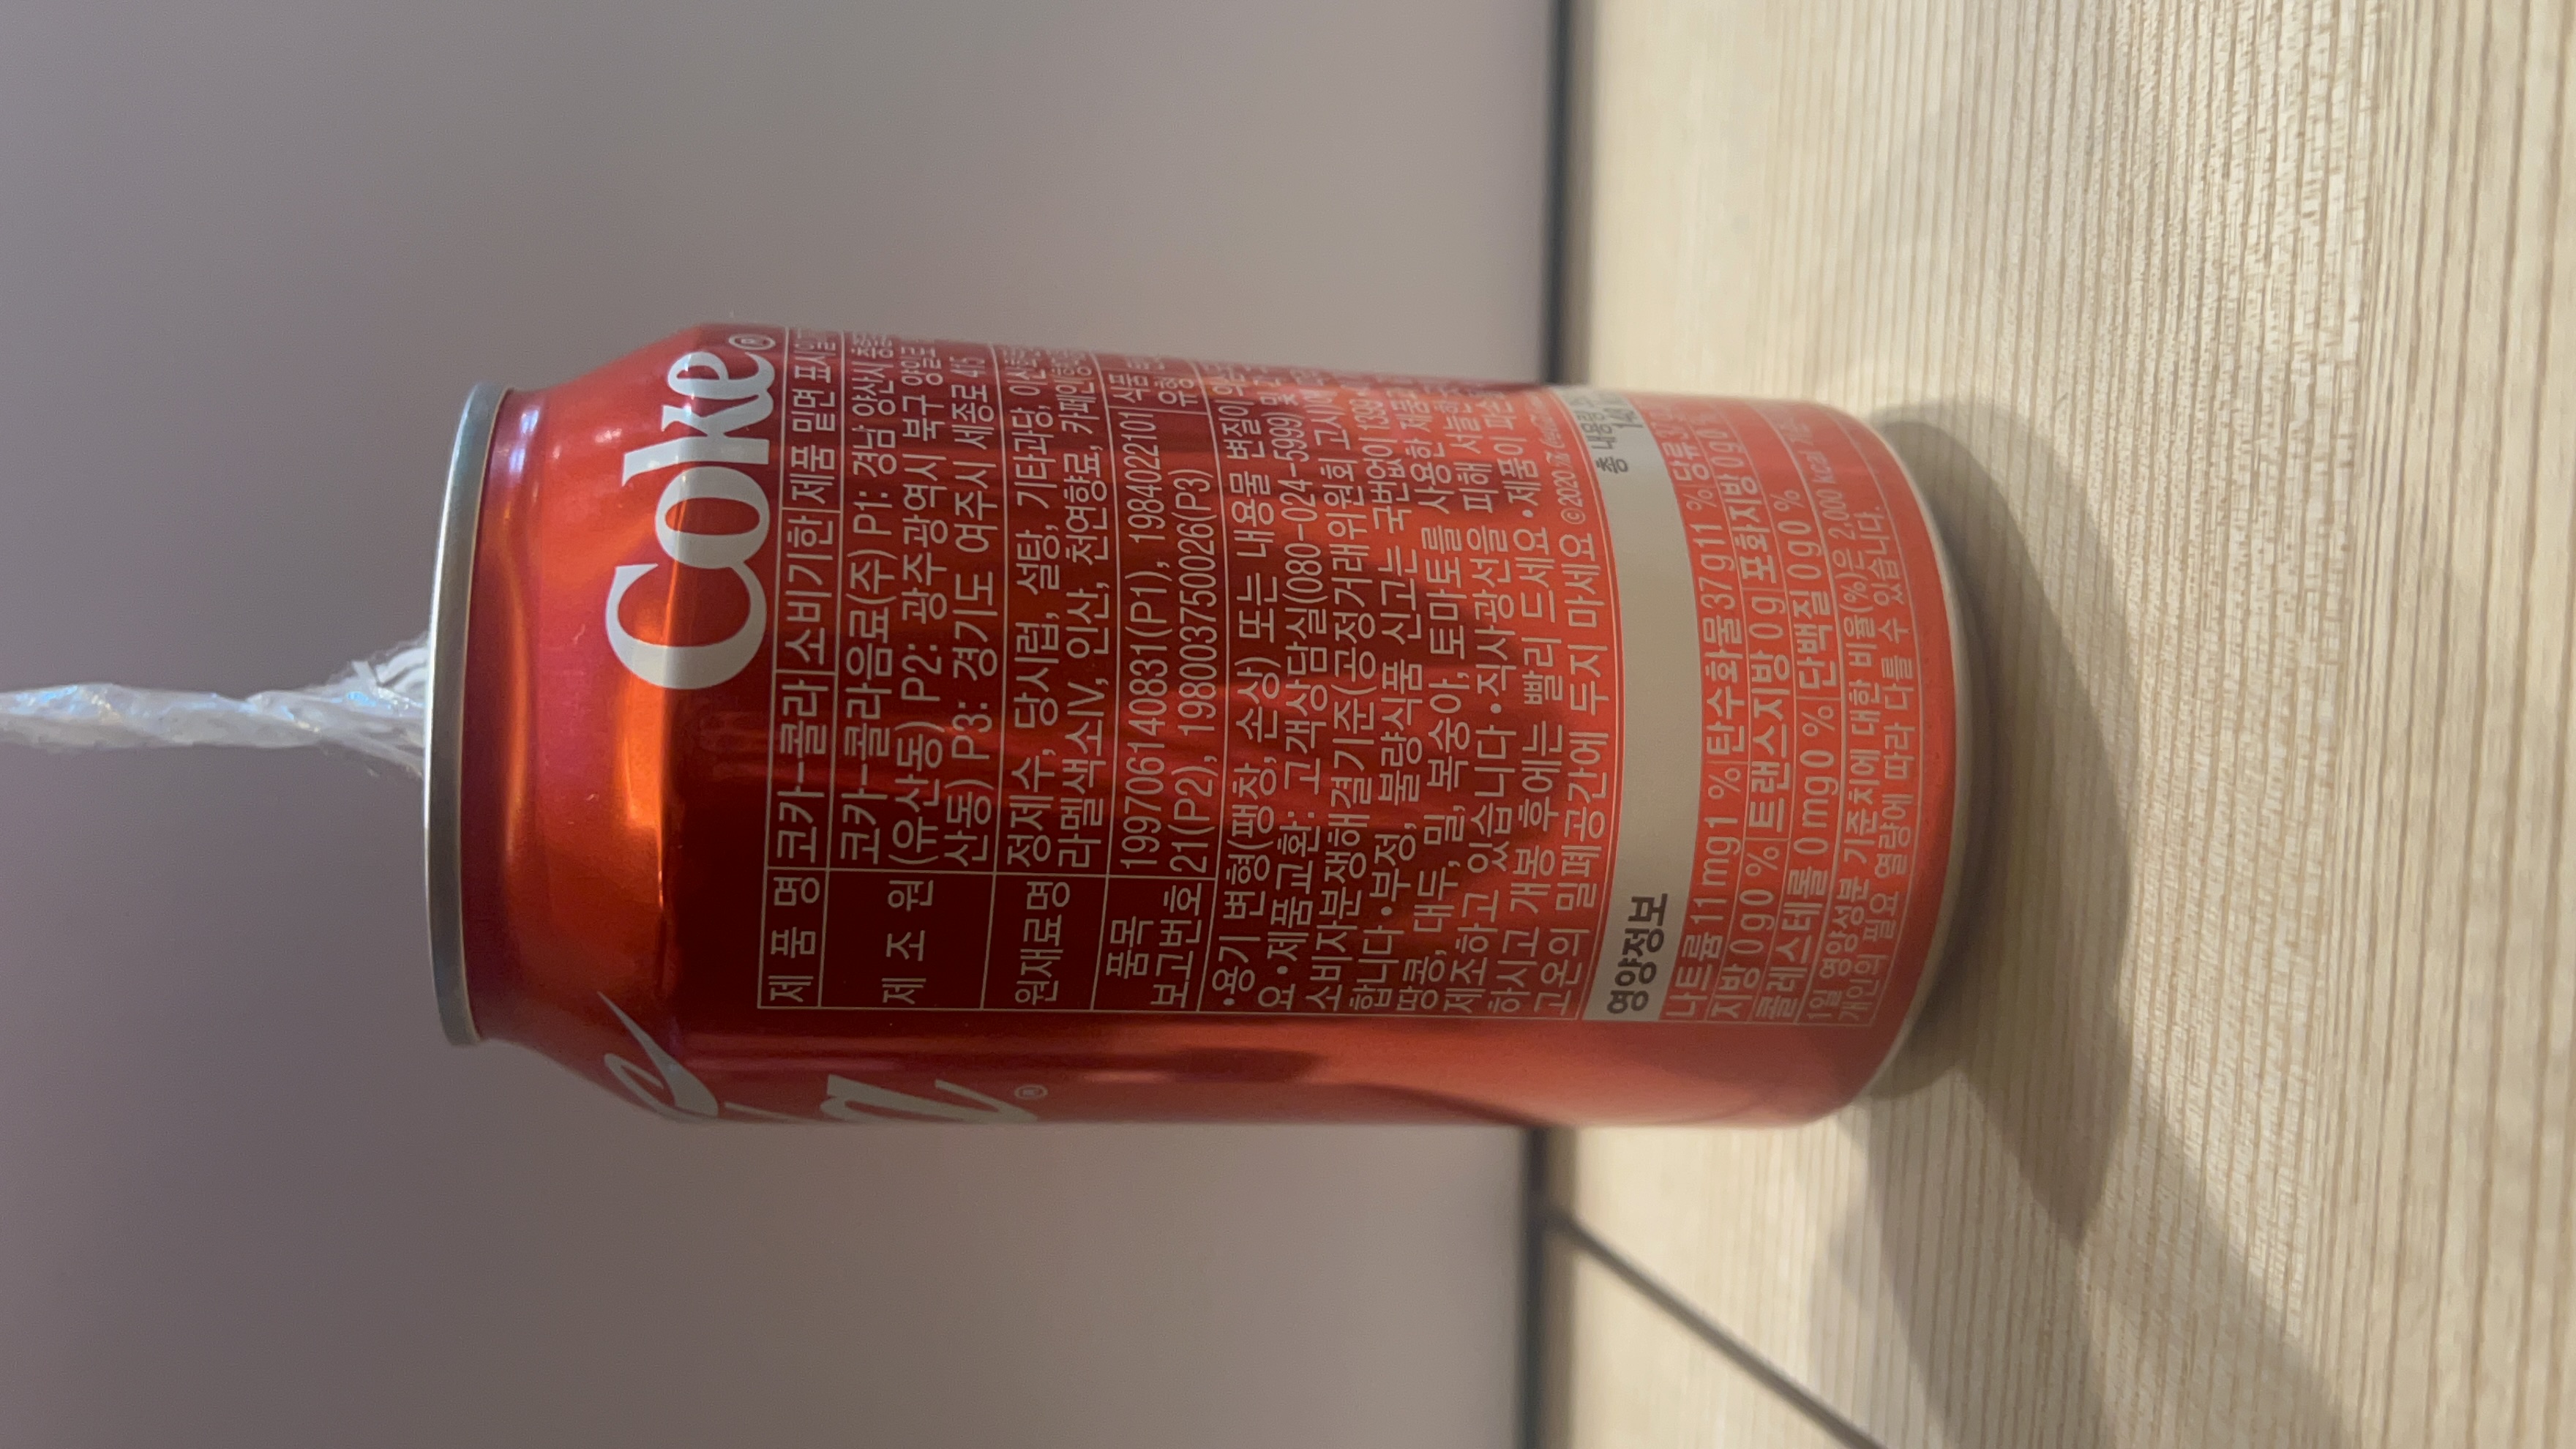 Coke®
제 품 명 코카-콜라 소비기한 제품 밑면 표시일
제 조 원 코카-콜라음료(주) P1: 경남 양산시
(유산동) P2: 광주광역시 북구 양일로
산동) P3: 경기도 여주시 세종로 415
원재료명 정제수, 당시럽, 설탕, 기타과당,
라멜색소IV, 인산, 천연향료, 카페인
품목 보고번호 199706140831(P1), 1984022101 식품
21(P2), 198003750026(P3) 유형
•용기 변형(팽창, 손상) 또는 내용물 변질이
요 •제품교환: 고객상담실(080-024-5999) 및
소비자분쟁해결기준(공정거래위원회 고시)에
합니다 •부정, 불량식품 신고는 국번없이 1399
땅콩, 대두, 밀, 복숭아, 토마토를 사용한
제조하고 있습니다 •직사광선을 피해 서늘한
하시고 개봉 후에는 빨리 드세요 •제품이
고온의 밀폐공간에 두지 마세요 ©2020
영양정보 총 내용량
나트륨 11 mg 1 % 탄수화물 37 g 11 % 당류
지방 0 g 0 % 트랜스지방 0 g 포화지방 0 g 0 %
콜레스테롤 0 mg 0 % 단백질 0 g 0 %
1일 영양성분 기준치에 대한 비율(%)은 2,000 kcal
개인의 필요 열량에 따라 다를 수 있습니다.